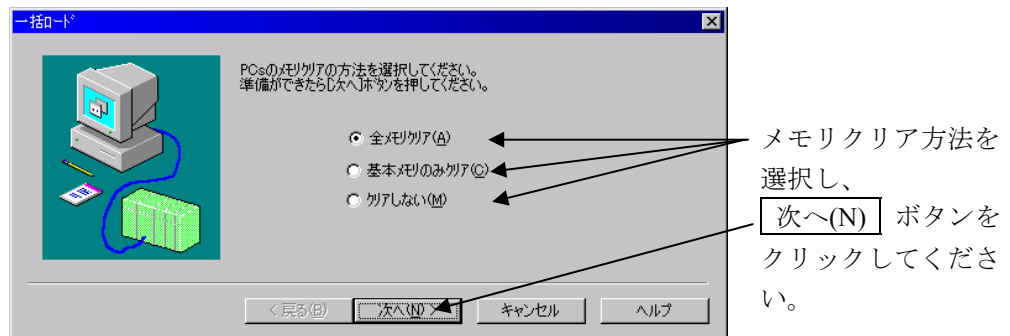 一括ﾛｰﾄﾞ
PCsのﾒﾓﾘｸﾘｱの方法を選択してください。
準備ができたら[次へ]ﾎﾞﾀﾝを押してください。
全ﾒﾓﾘｸﾘｱ(A)
基本ﾒﾓﾘのみｸﾘｱ(C)
ｸﾘｱしない(M)
< 戻る(B)
次へ(N) >
キャンセル
ヘルプ
メモリクリア方法を
選択し、
次へ(N) ボタンを
クリックしてくださ
い。